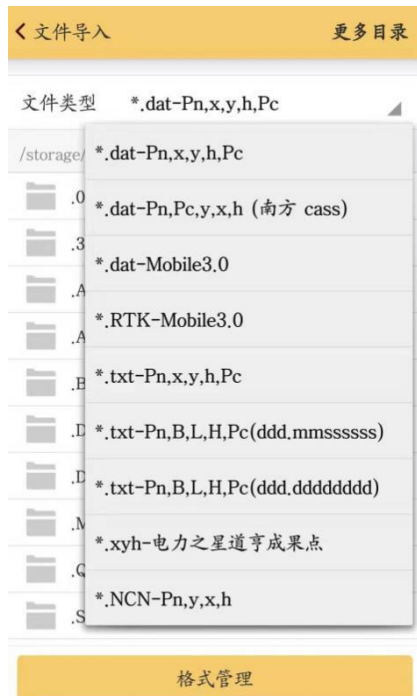 文件导入
更多目录
文件类型 *.dat-Pn,x,y,h,Pc
/storage/
*.dat-Pn,x,y,h,Pc
.0
*.dat-Pn,Pc,y,x,h (南方 cass)
.3
*.dat-Mobile3.0
.A
*.RTK-Mobile3.0
.A
*.txt-Pn,x,y,h,Pc
.B
*.txt-Pn,B,L,H,Pc(ddd.mmssssss)
.D
*.txt-Pn,B,L,H,Pc(ddd.dddddddd)
.D
*.xyh-电力之星道亨成果点
.M
*.NCN-Pn,y,x,h
.Q
.S
格式管理